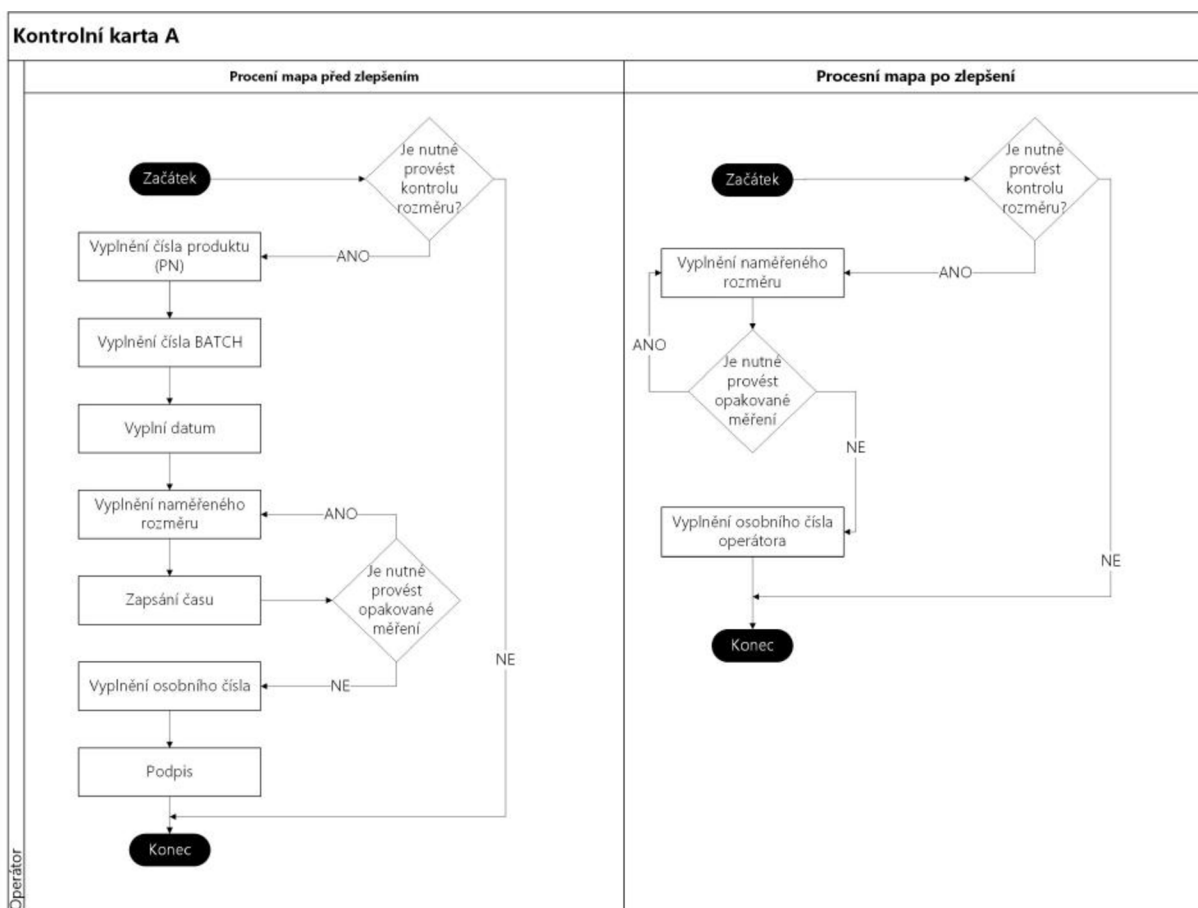 Kontrolní karta A
Procení mapa před zlepšením
Procesní mapa po zlepšení
Operátor
Začátek
Je nutné
provést
kontrolu
rozměru?
ANO
NE
Vyplnění čísla produktu
(PN)
Vyplnění čísla BATCH
Vyplní datum
Vyplnění naměřeného
rozměru
ANO
Zapsání času
Je nutné
provést
opakované
měření
NE
Vyplnění osobního čísla
Podpis
Konec
Začátek
Je nutné
provést
kontrolu
rozměru?
ANO
NE
Vyplnění naměřeného
rozměru
ANO
Je nutné
provést
opakované
měření
NE
Vyplnění osobního čísla
operátora
Konec